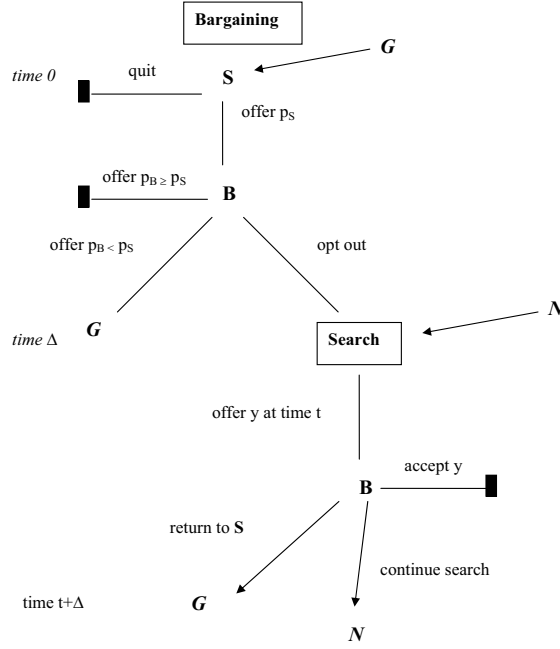 Bargaining
G
time 0
quit
S
offer pS
offer pB ≥ pS
B
offer pB < pS
opt out
G
time Δ
Search
N
offer y at time t
accept y
B
return to S
continue search
time t+Δ
G
N